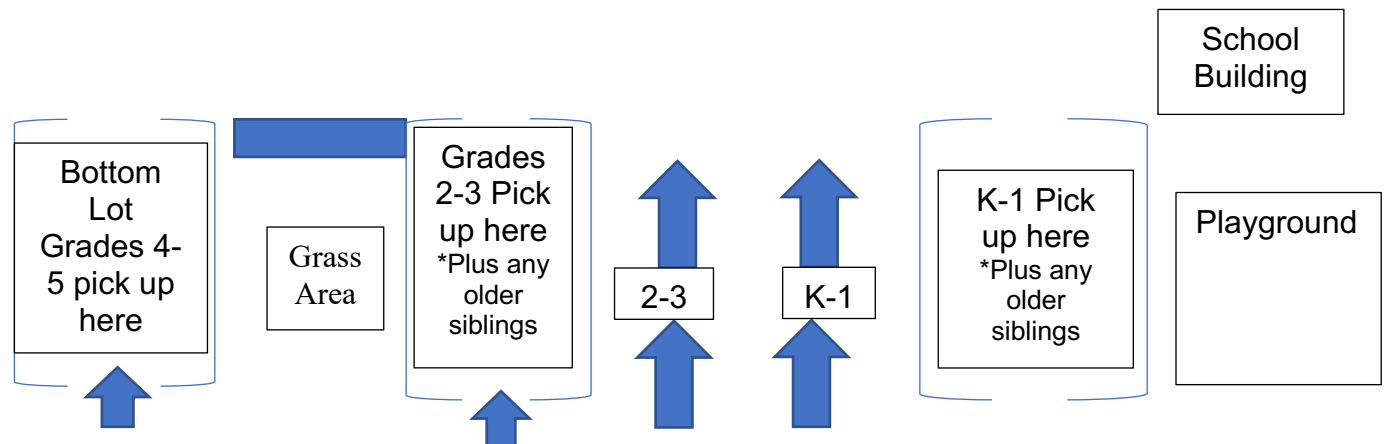 School
Building
Bottom
Lot
Grades 4-
5 pick up
here
Grass
Area
Grades
2-3 Pick
up here
*Plus any
older
siblings
2-3
K-1
K-1 Pick
up here
*Plus any
older
siblings
Playground